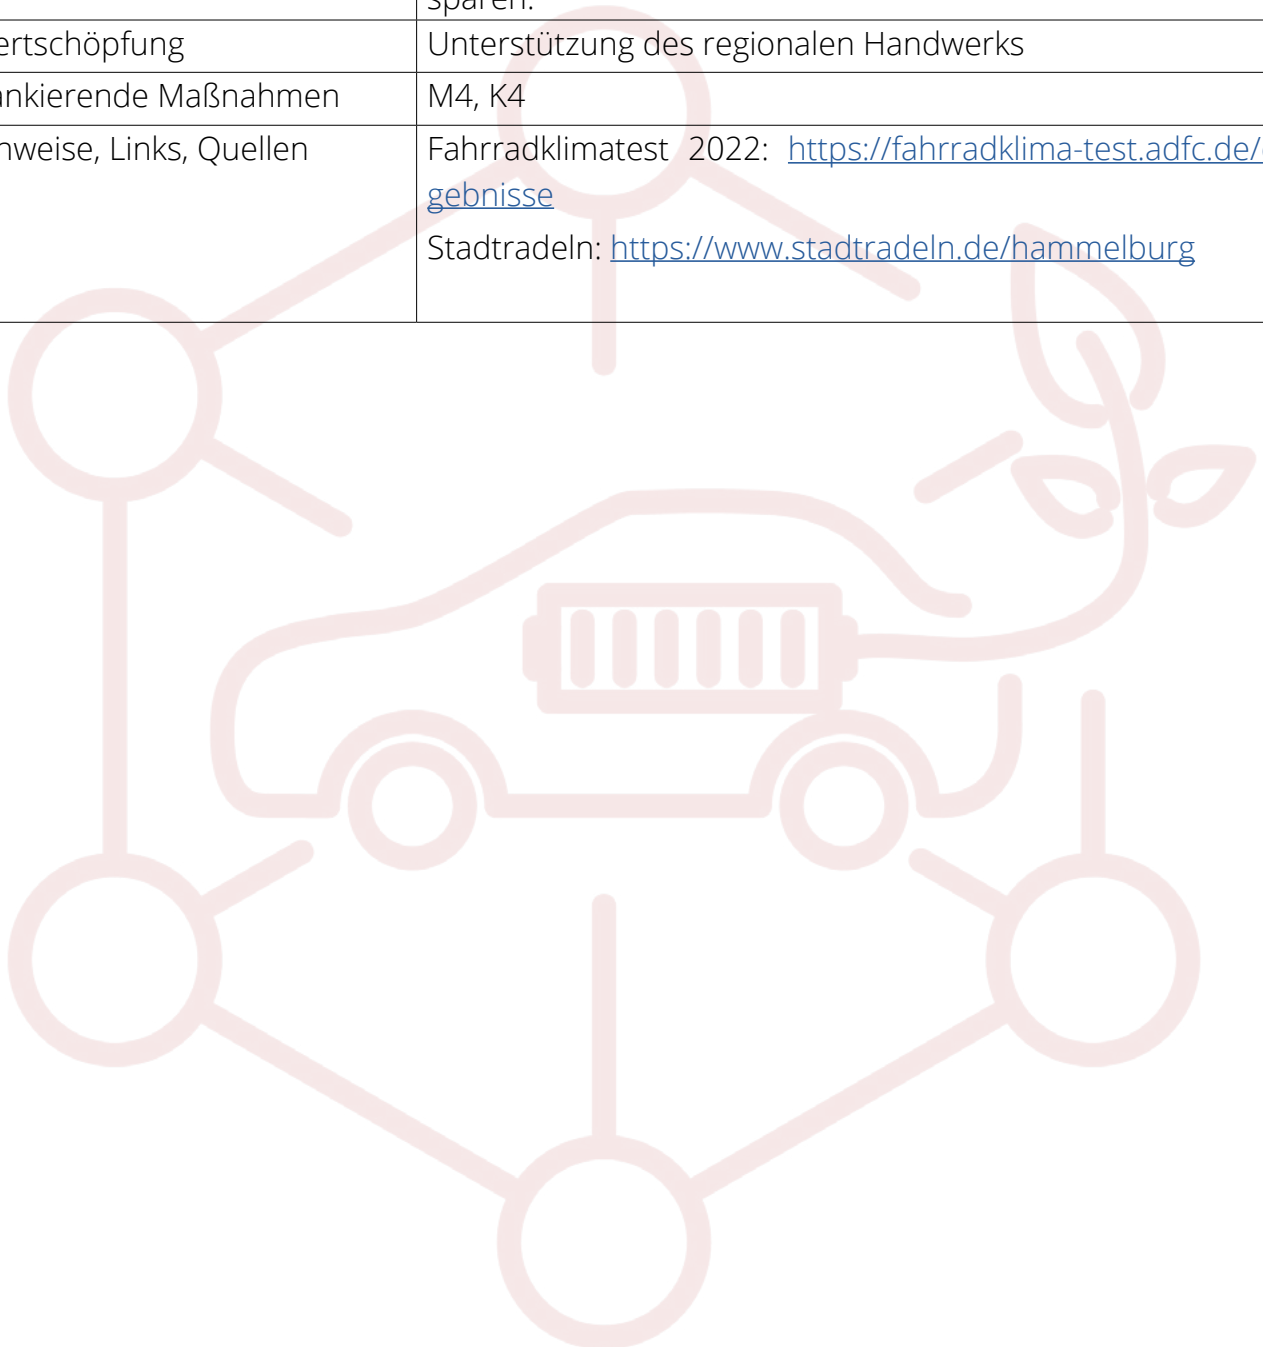 sparen.
ertschöpfung Unterstützung des regionalen Handwerks
ankierende Maßnahmen M4, K4
nweise, Links, Quellen Fahrradklimatest 2022: https://fahrradklima-test.adfc.de/
gebnisse
Stadtradeln: https://www.stadtradeln.de/hammelburg